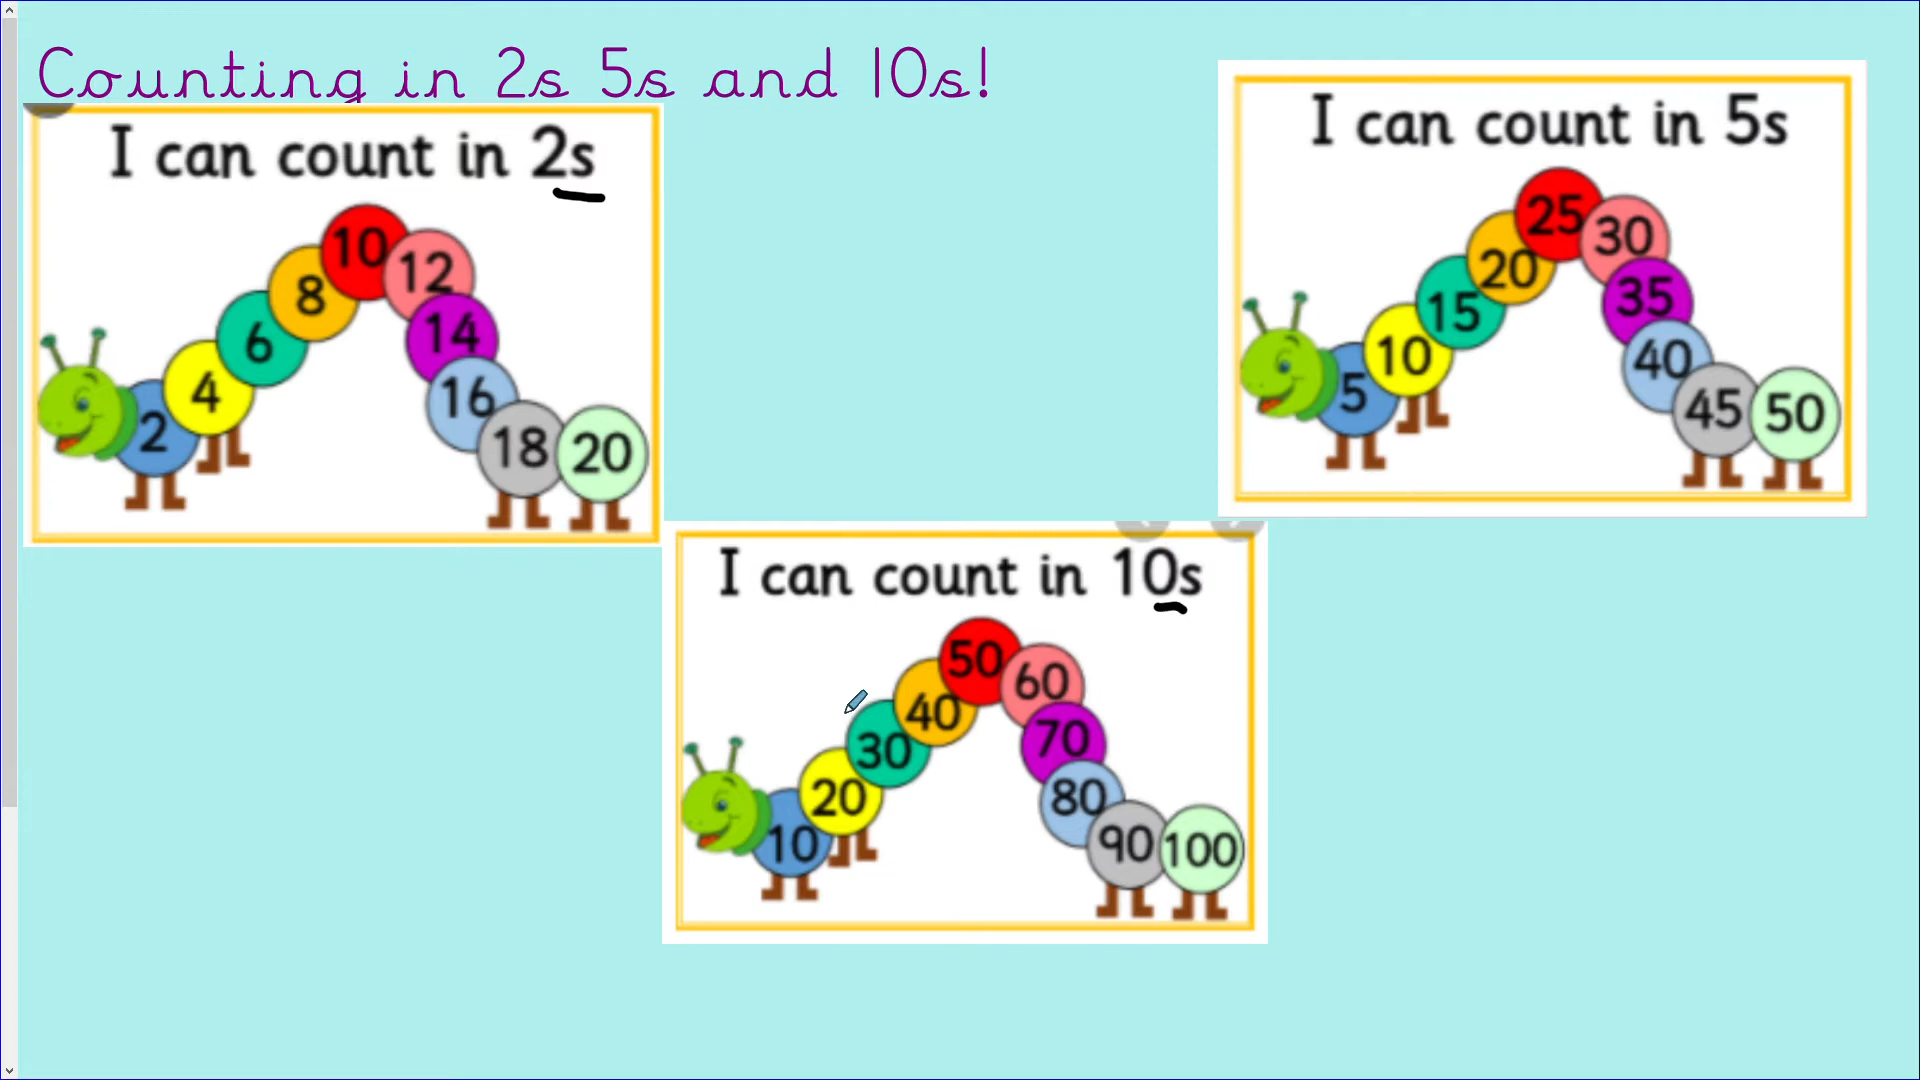 Counting in 2s 5s and 10s!
I can count in 2s
2 4 6 8 10 12 14 16 18 20
I can count in 5s
5 10 15 20 25 30 35 40 45 50
I can count in 10s
10 20 30 40 50 60 70 80 90 100